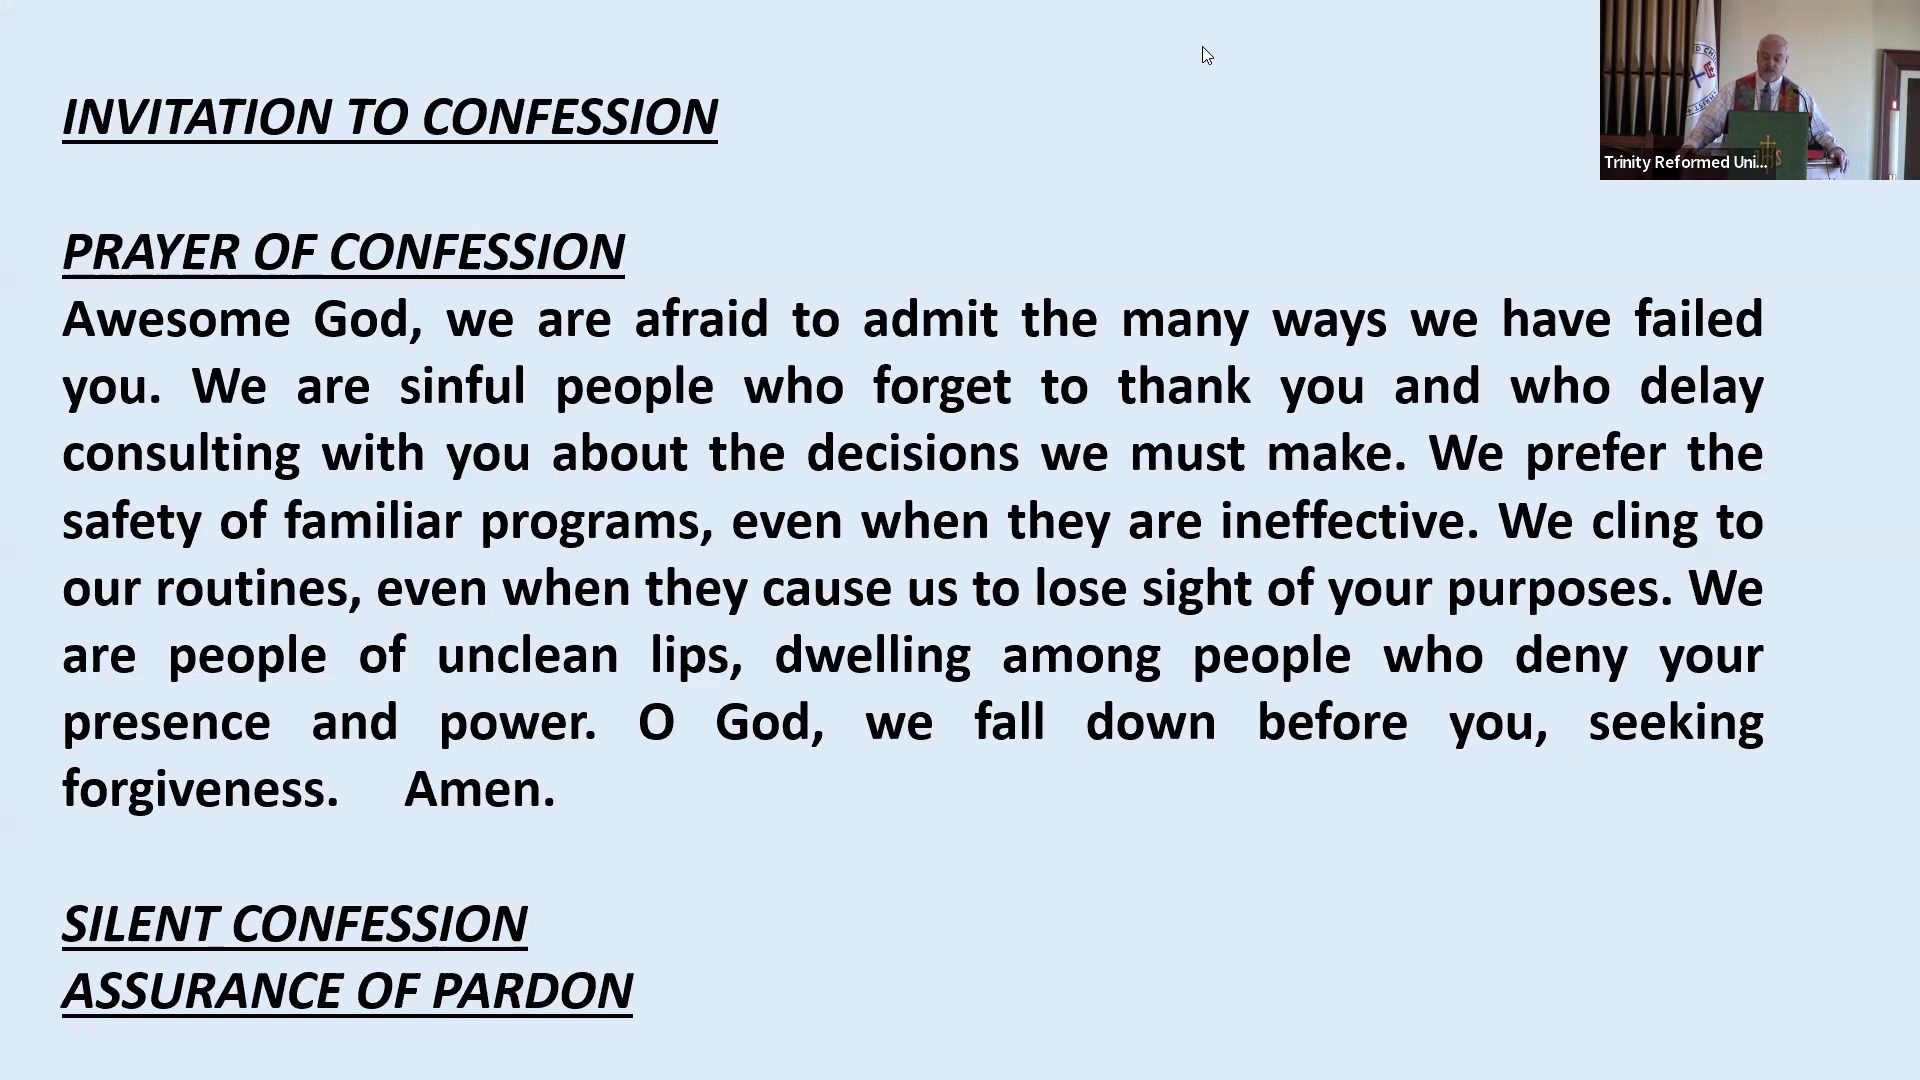 INVITATION TO CONFESSION
PRAYER OF CONFESSION
Awesome God, we are afraid to admit the many ways we have failed
you. We are sinful people who forget to thank you and who delay
consulting with you about the decisions we must make. We prefer the
safety of familiar programs, even when they are ineffective. We cling to
our routines, even when they cause us to lose sight of your purposes. We
are people of unclean lips, dwelling among people who deny your
presence and power. O God, we fall down before you, seeking
forgiveness. Amen.
SILENT CONFESSION
ASSURANCE OF PARDON
Trinity Reformed Uni...